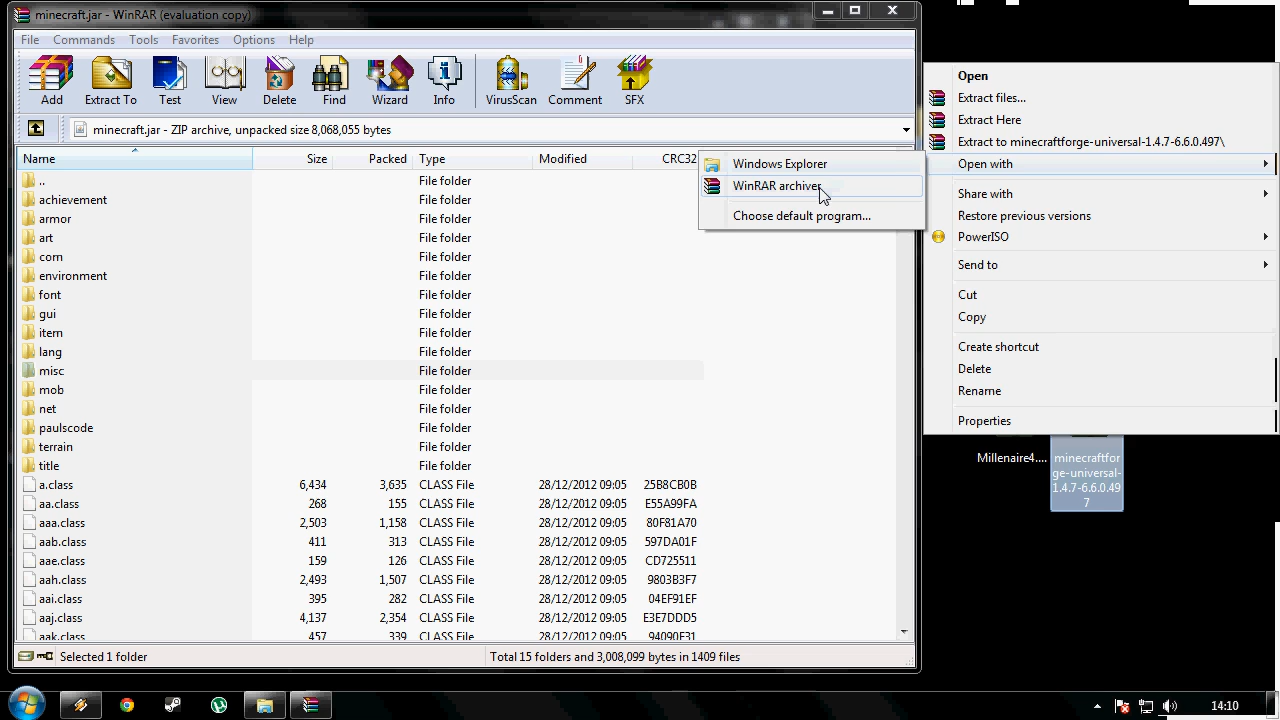 minecraft.jar - WinRAR (evaluation copy)
File Commands Tools Favorites Options Help
Add Extract To Test View Delete Find Wizard Info VirusScan Comment SFX
minecraft.jar - ZIP archive, unpacked size 8,068,055 bytes
Name Size Packed Type Modified CRC32
.. File folder
achievement File folder
armor File folder
art File folder
com File folder
environment File folder
font File folder
gui File folder
item File folder
lang File folder
misc File folder
mob File folder
net File folder
paulscode File folder
terrain File folder
title File folder
a.class 6,434 3,635 CLASS File 28/12/2012 09:05 25B8CB0B
aa.class 268 155 CLASS File 28/12/2012 09:05 E55A99FA
aaa.class 2,503 1,158 CLASS File 28/12/2012 09:05 80F81A70
aab.class 411 313 CLASS File 28/12/2012 09:05 597DA01F
aae.class 159 126 CLASS File 28/12/2012 09:05 CD725511
aah.class 2,493 1,507 CLASS File 28/12/2012 09:05 9803B3F7
aai.class 395 282 CLASS File 28/12/2012 09:05 04EF91EF
aaj.class 4,137 2,354 CLASS File 28/12/2012 09:05 E3E7DDD5
aak.class 457 339 CLASS File 28/12/2012 09:05 94090F31
Selected 1 folder Total 15 folders and 3,008,099 bytes in 1409 files
Windows Explorer
WinRAR archiver
Choose default program...
Open
Extract files...
Extract Here
Extract to minecraftforge-universal-1.4.7-6.6.0.497\
Open with
Share with
Restore previous versions
PowerISO
Send to
Cut
Copy
Create shortcut
Delete
Rename
Properties
Millenaire4....
minecraftfor
ge-universal-
1.4.7-6.6.0.49
7
14:10